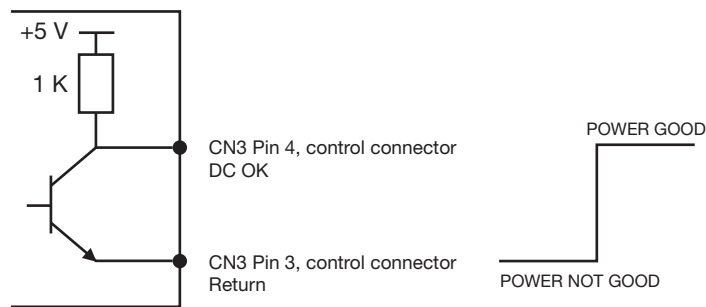 +5 V
1 K
CN3 Pin 4, control connector
DC OK
CN3 Pin 3, control connector
Return
POWER GOOD
POWER NOT GOOD